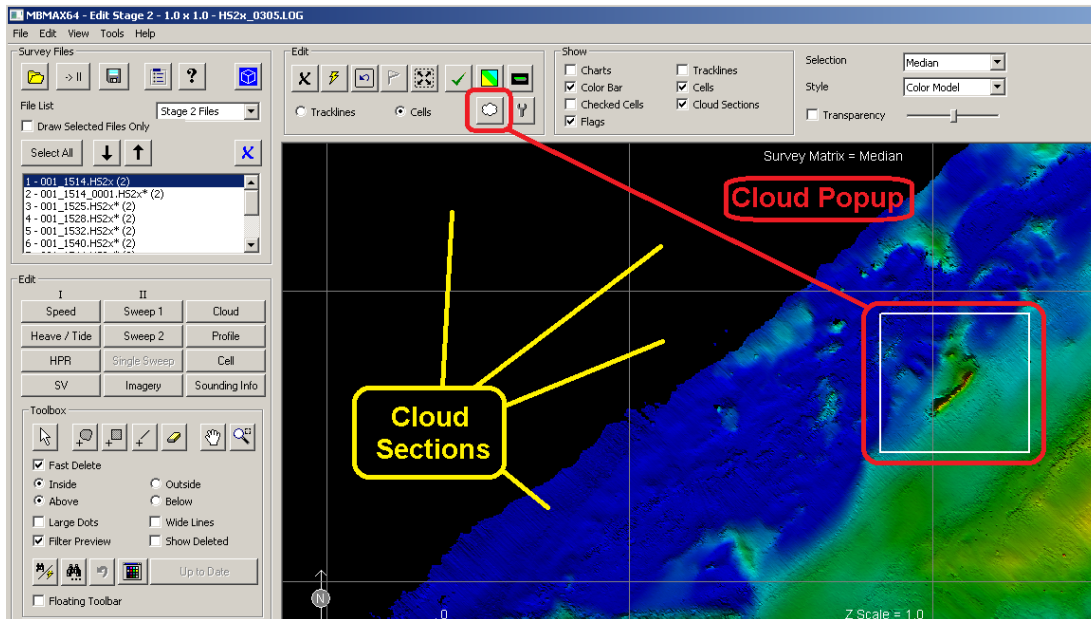 MBMAX64 - Edit Stage 2 - 1.0 x 1.0 - HS2x_0305.LOG
File Edit View Tools Help
Survey Files
File List
Stage 2 Files
Draw Selected Files Only
Select All
1 - 001_1514.HS2x (2)
2 - 001_1514_0001.HS2x* (2)
3 - 001_1525.HS2x* (2)
4 - 001_1528.HS2x* (2)
5 - 001_1532.HS2x* (2)
6 - 001_1540.HS2x* (2)
Edit
I II
Speed Sweep 1 Cloud
Heave / Tide Sweep 2 Profile
HPR Single Sweep Cell
SV Imagery Sounding Info
Toolbox
Fast Delete
Inside Outside
Above Below
Large Dots Wide Lines
Filter Preview Show Deleted
Up to Date
Floating Toolbar
Edit
Tracklines Cells
Show
Charts Tracklines
Color Bar Cells
Checked Cells Cloud Sections
Flags
Selection Median
Style Color Model
Transparency
Survey Matrix = Median
Cloud Popup
Cloud
Sections
N
.0
Z Scale = 1.0